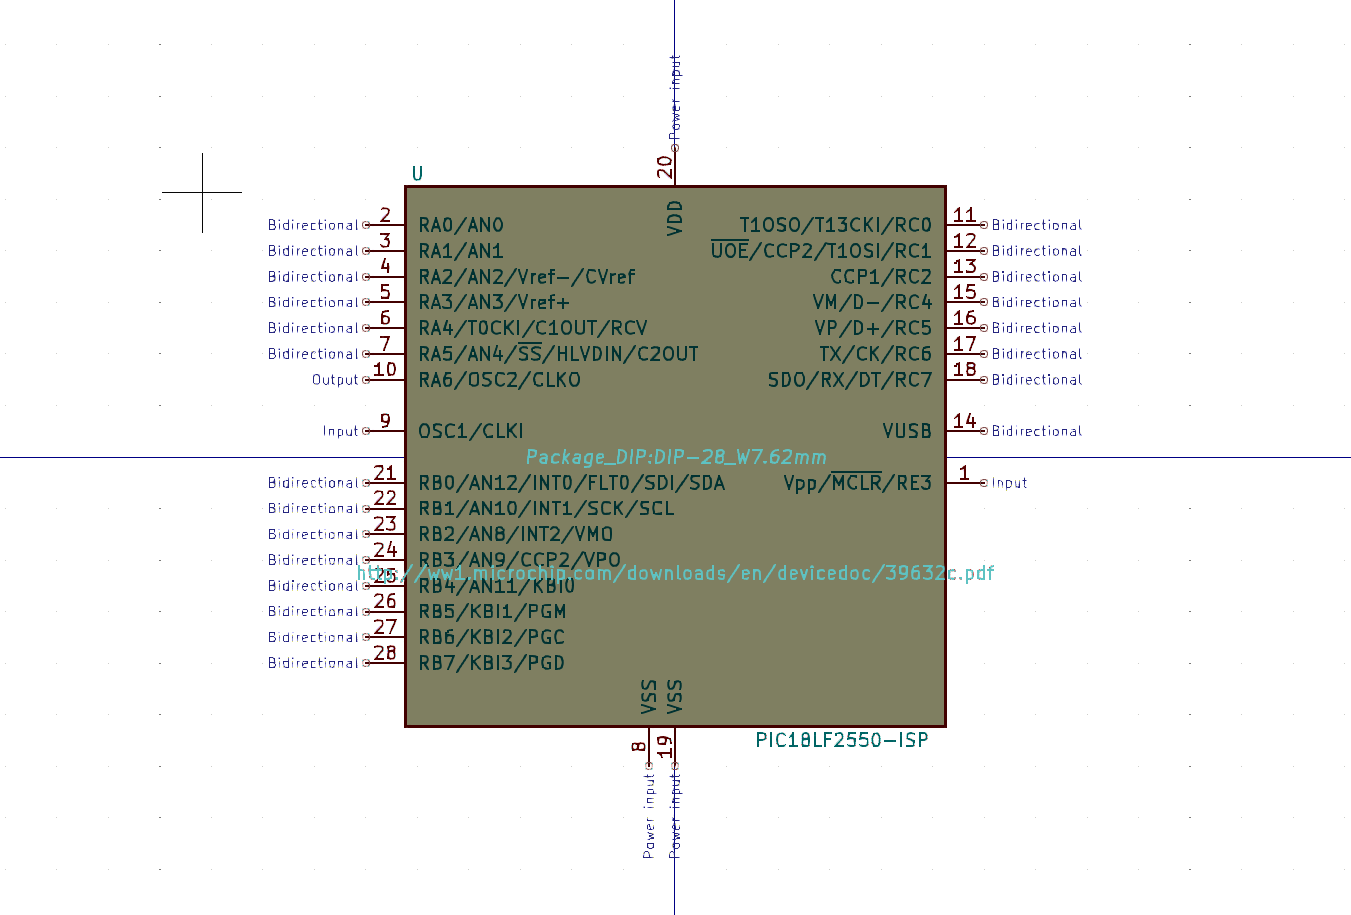 Power input
20
VDD
U
Bidirectional 2 RA0/AN0 T1OSO/T13CKI/RC0 11 Bidirectional
Bidirectional 3 RA1/AN1 UOE/CCP2/T1OSI/RC1 12 Bidirectional
Bidirectional 4 RA2/AN2/Vref-/CVref CCP1/RC2 13 Bidirectional
Bidirectional 5 RA3/AN3/Vref+ VM/D-/RC4 15 Bidirectional
Bidirectional 6 RA4/T0CKI/C1OUT/RCV VP/D+/RC5 16 Bidirectional
Bidirectional 7 RA5/AN4/SS/HLVDIN/C2OUT TX/CK/RC6 17 Bidirectional
Output 10 RA6/OSC2/CLKO SDO/RX/DT/RC7 18 Bidirectional
Input 9 OSC1/CLKI VUSB 14 Bidirectional
Package_DIP:DIP-28_W7.62mm
Bidirectional 21 RB0/AN12/INT0/FLT0/SDI/SDA Vpp/MCLR/RE3 1 Input
Bidirectional 22 RB1/AN10/INT1/SCK/SCL
Bidirectional 23 RB2/AN8/INT2/VMO
Bidirectional 24 RB3/AN9/CCP2/VPO
http://ww1.microchip.com/downloads/en/devicedoc/39632c.pdf
Bidirectional 25 RB4/AN11/KBI0
Bidirectional 26 RB5/KBI1/PGM
Bidirectional 27 RB6/KBI2/PGC
Bidirectional 28 RB7/KBI3/PGD
VSS VSS
PIC18LF2550-ISP
8 19
Power input Power input